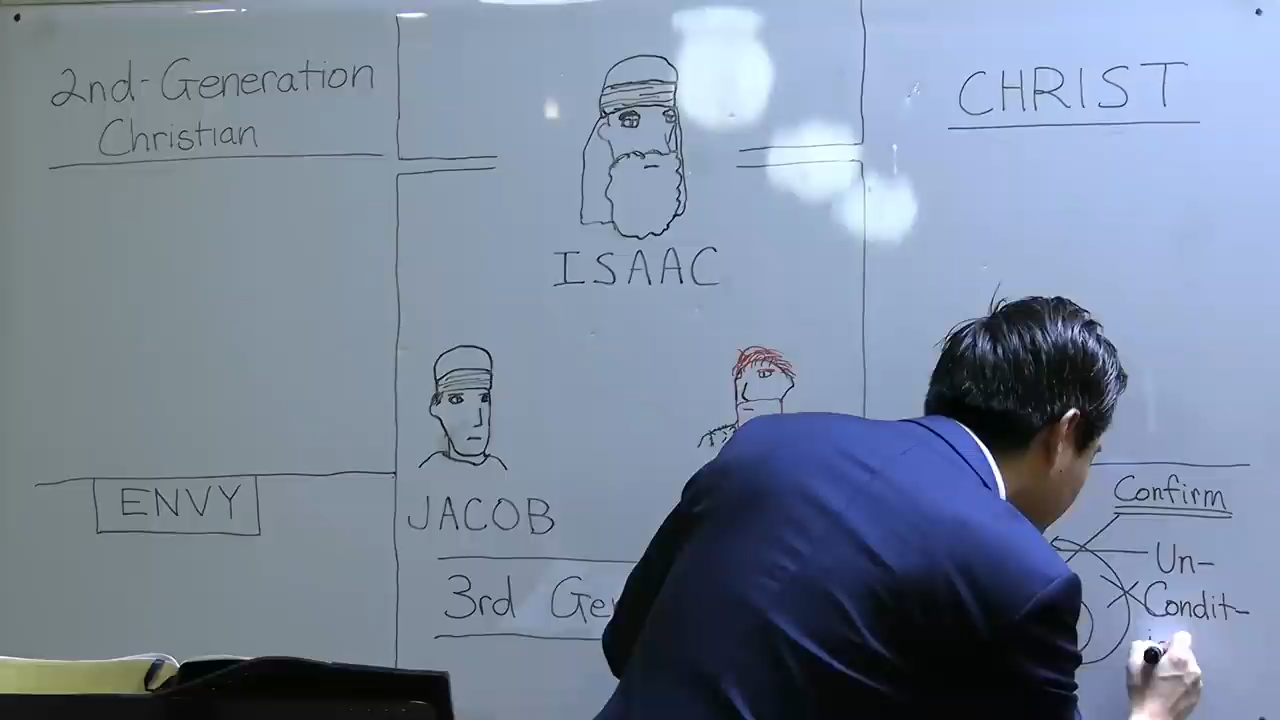 2nd-Generation
Christian
ENVY
ISAAC
JACOB
3rd
CHRIST
Confirm
Un-
Condit-